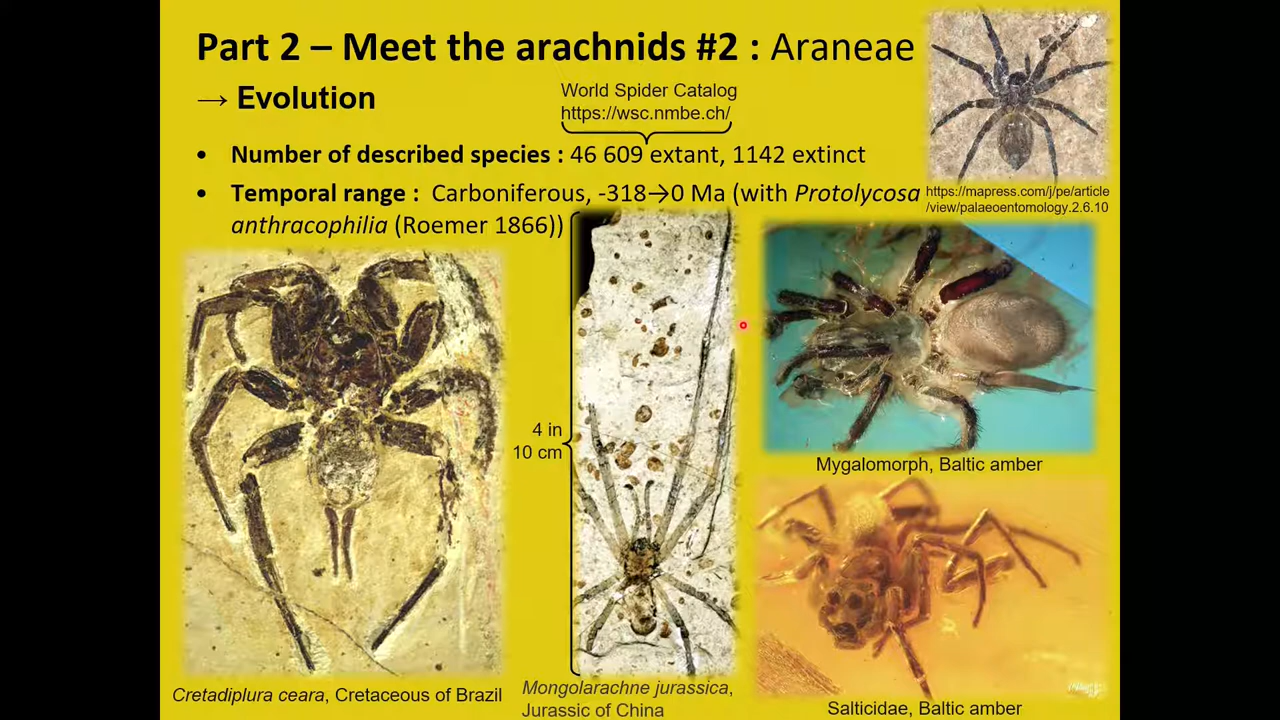 Part 2 – Meet the arachnids #2 : Araneae
→ Evolution
World Spider Catalog
https://wsc.nmbe.ch/
• Number of described species : 46 609 extant, 1142 extinct
• Temporal range : Carboniferous, -318→0 Ma (with Protolycosa
anthracophilia (Roemer 1866))
https://mapress.com/j/pe/article
/view/palaeoentomology.2.6.10
4 in
10 cm
Mygalomorph, Baltic amber
Cretadiplura ceara, Cretaceous of Brazil
Mongolarachne jurassica,
Jurassic of China
Salticidae, Baltic amber